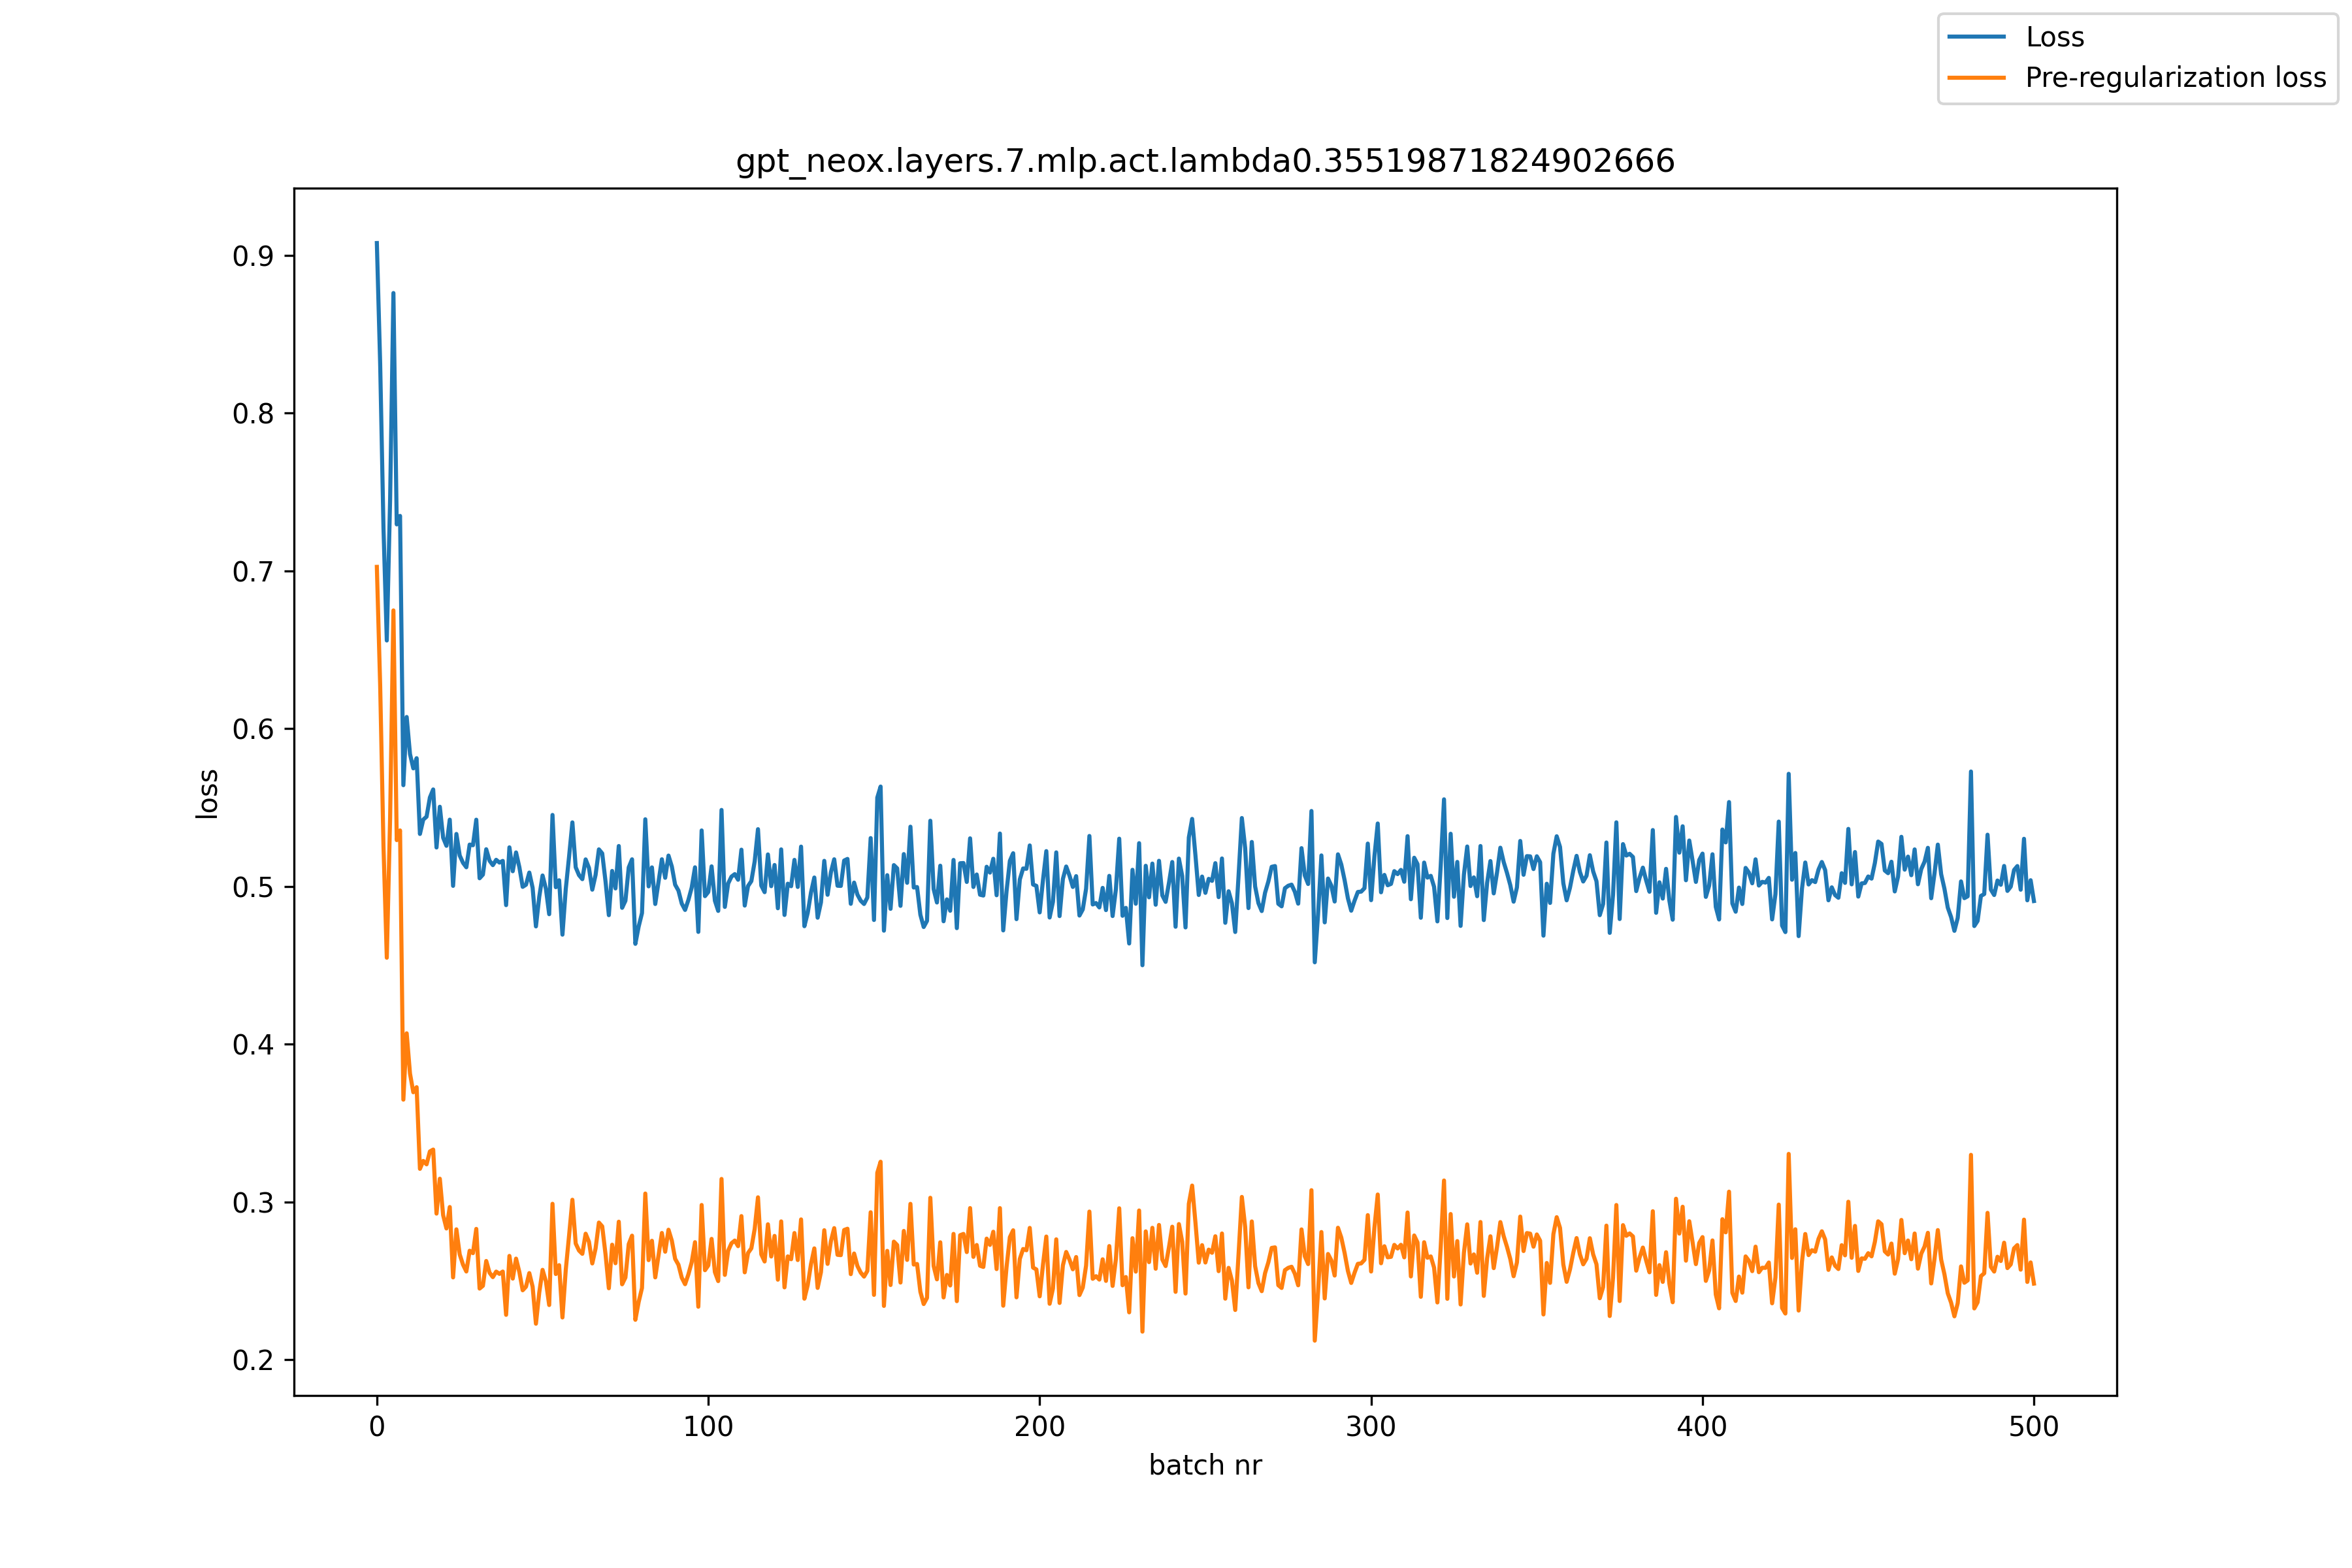 Loss
Pre-regularization loss
gpt_neox.layers.7.mlp.act.lambda0.35519871824902666
0.9
0.8
0.7
0.6
0.5
0.4
0.3
0.2
loss
0 100 200 300 400 500
batch nr